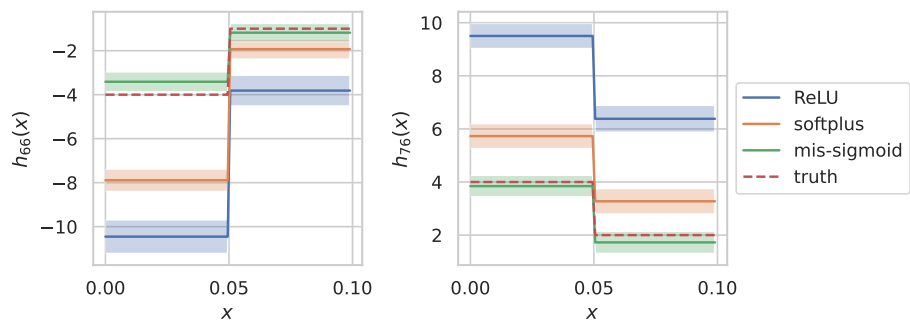 −2
−4
−6
−8
−10
h₆₆(x)
0.00
0.05
0.10
x
10
8
6
4
2
h₇₆(x)
0.00
0.05
0.10
x
ReLU
softplus
mis-sigmoid
truth